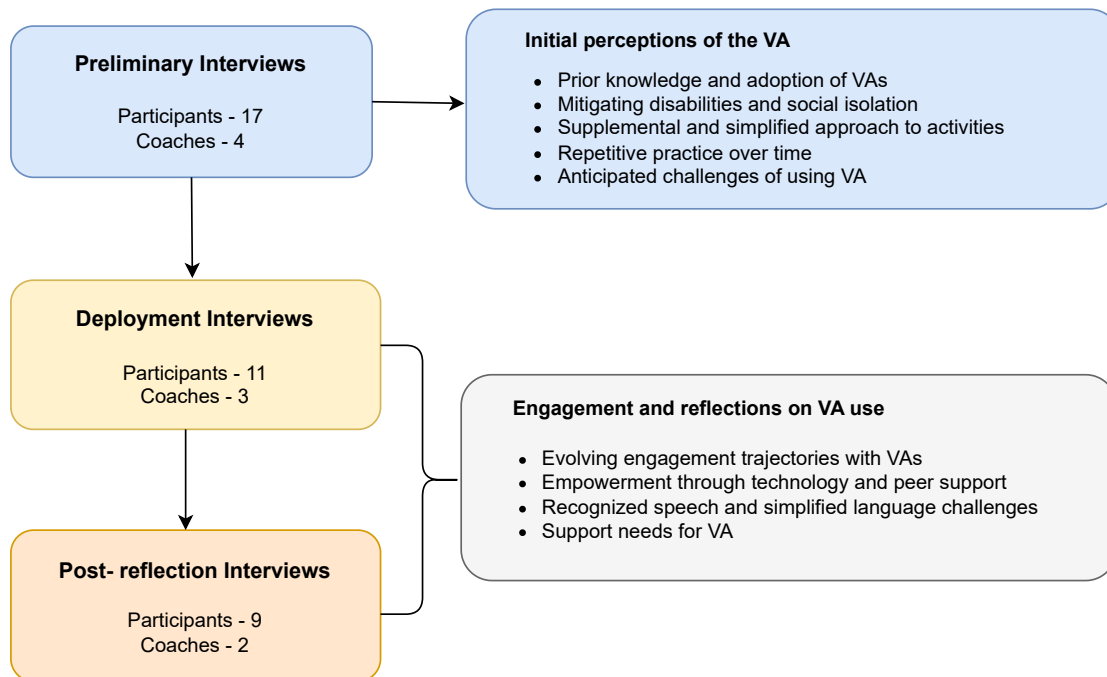 Preliminary Interviews
Participants - 17
Coaches - 4
Initial perceptions of the VA
• Prior knowledge and adoption of VAs
• Mitigating disabilities and social isolation
• Supplemental and simplified approach to activities
• Repetitive practice over time
• Anticipated challenges of using VA
Deployment Interviews
Participants - 11
Coaches - 3
Engagement and reflections on VA use
• Evolving engagement trajectories with VAs
• Empowerment through technology and peer support
• Recognized speech and simplified language challenges
• Support needs for VA
Post- reflection Interviews
Participants - 9
Coaches - 2